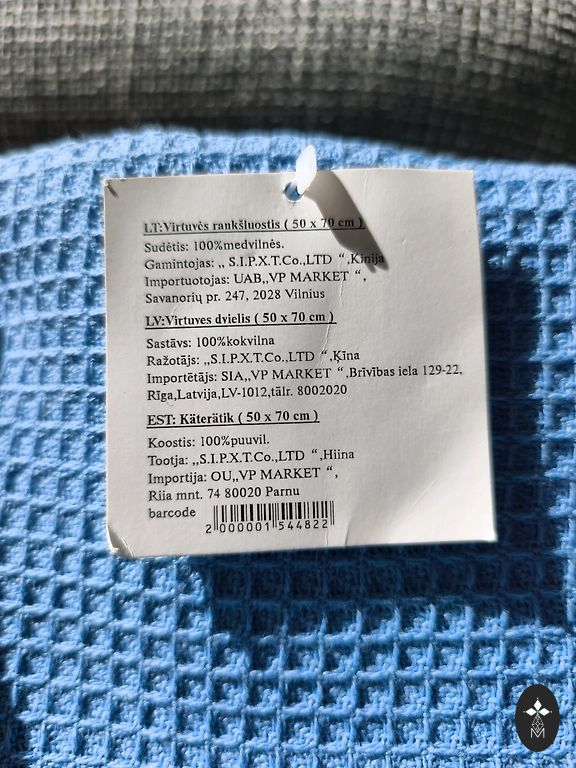 LT:Virtuvės rankšluostis ( 50 x 70 cm )
Sudėtis: 100%medvilnės.
Gamintojas: ,, S.I.P.X.T.Co.,LTD “,Kinija
Importuotojas: UAB,,VP MARKET “,
Savanorių pr. 247, 2028 Vilnius
LV:Virtuves dvielis ( 50 x 70 cm )
Sastāvs: 100%kokvilna
Ražotājs: ,,S.I.P.X.T.Co.,LTD “,Ķīna
Importētājs: SIA,,VP MARKET “,Brīvības iela 129-22,
Rīga,Latvija,LV-1012,tālr. 8002020
EST: Käterätik ( 50 x 70 cm )
Koostis: 100%puuvil.
Tootja: ,,S.I.P.X.T.Co.,LTD “,Hiina
Importija: OU,,VP MARKET “,
Riia mnt. 74 80020 Parnu
barcode
2 000001 544822
M